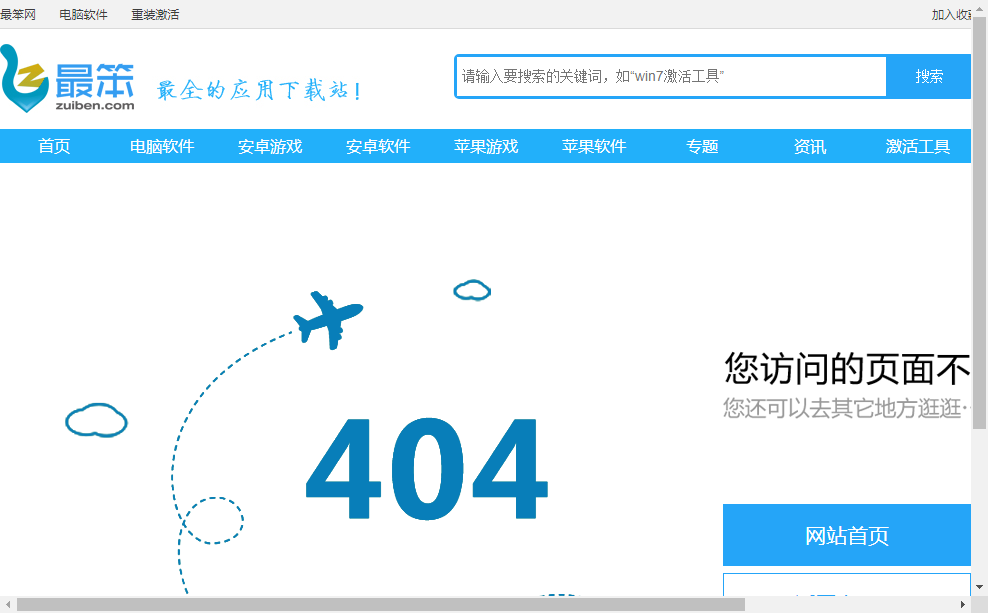 最笨网 电脑软件 重装激活 加入收藏
最笨 zuiben.com
最全的应用下载站!
请输入要搜索的关键词，如“win7激活工具”
搜索
首页 电脑软件 安卓游戏 安卓软件 苹果游戏 苹果软件 专题 资讯 激活工具
您访问的页面不
您还可以去其它地方逛逛…
404
网站首页